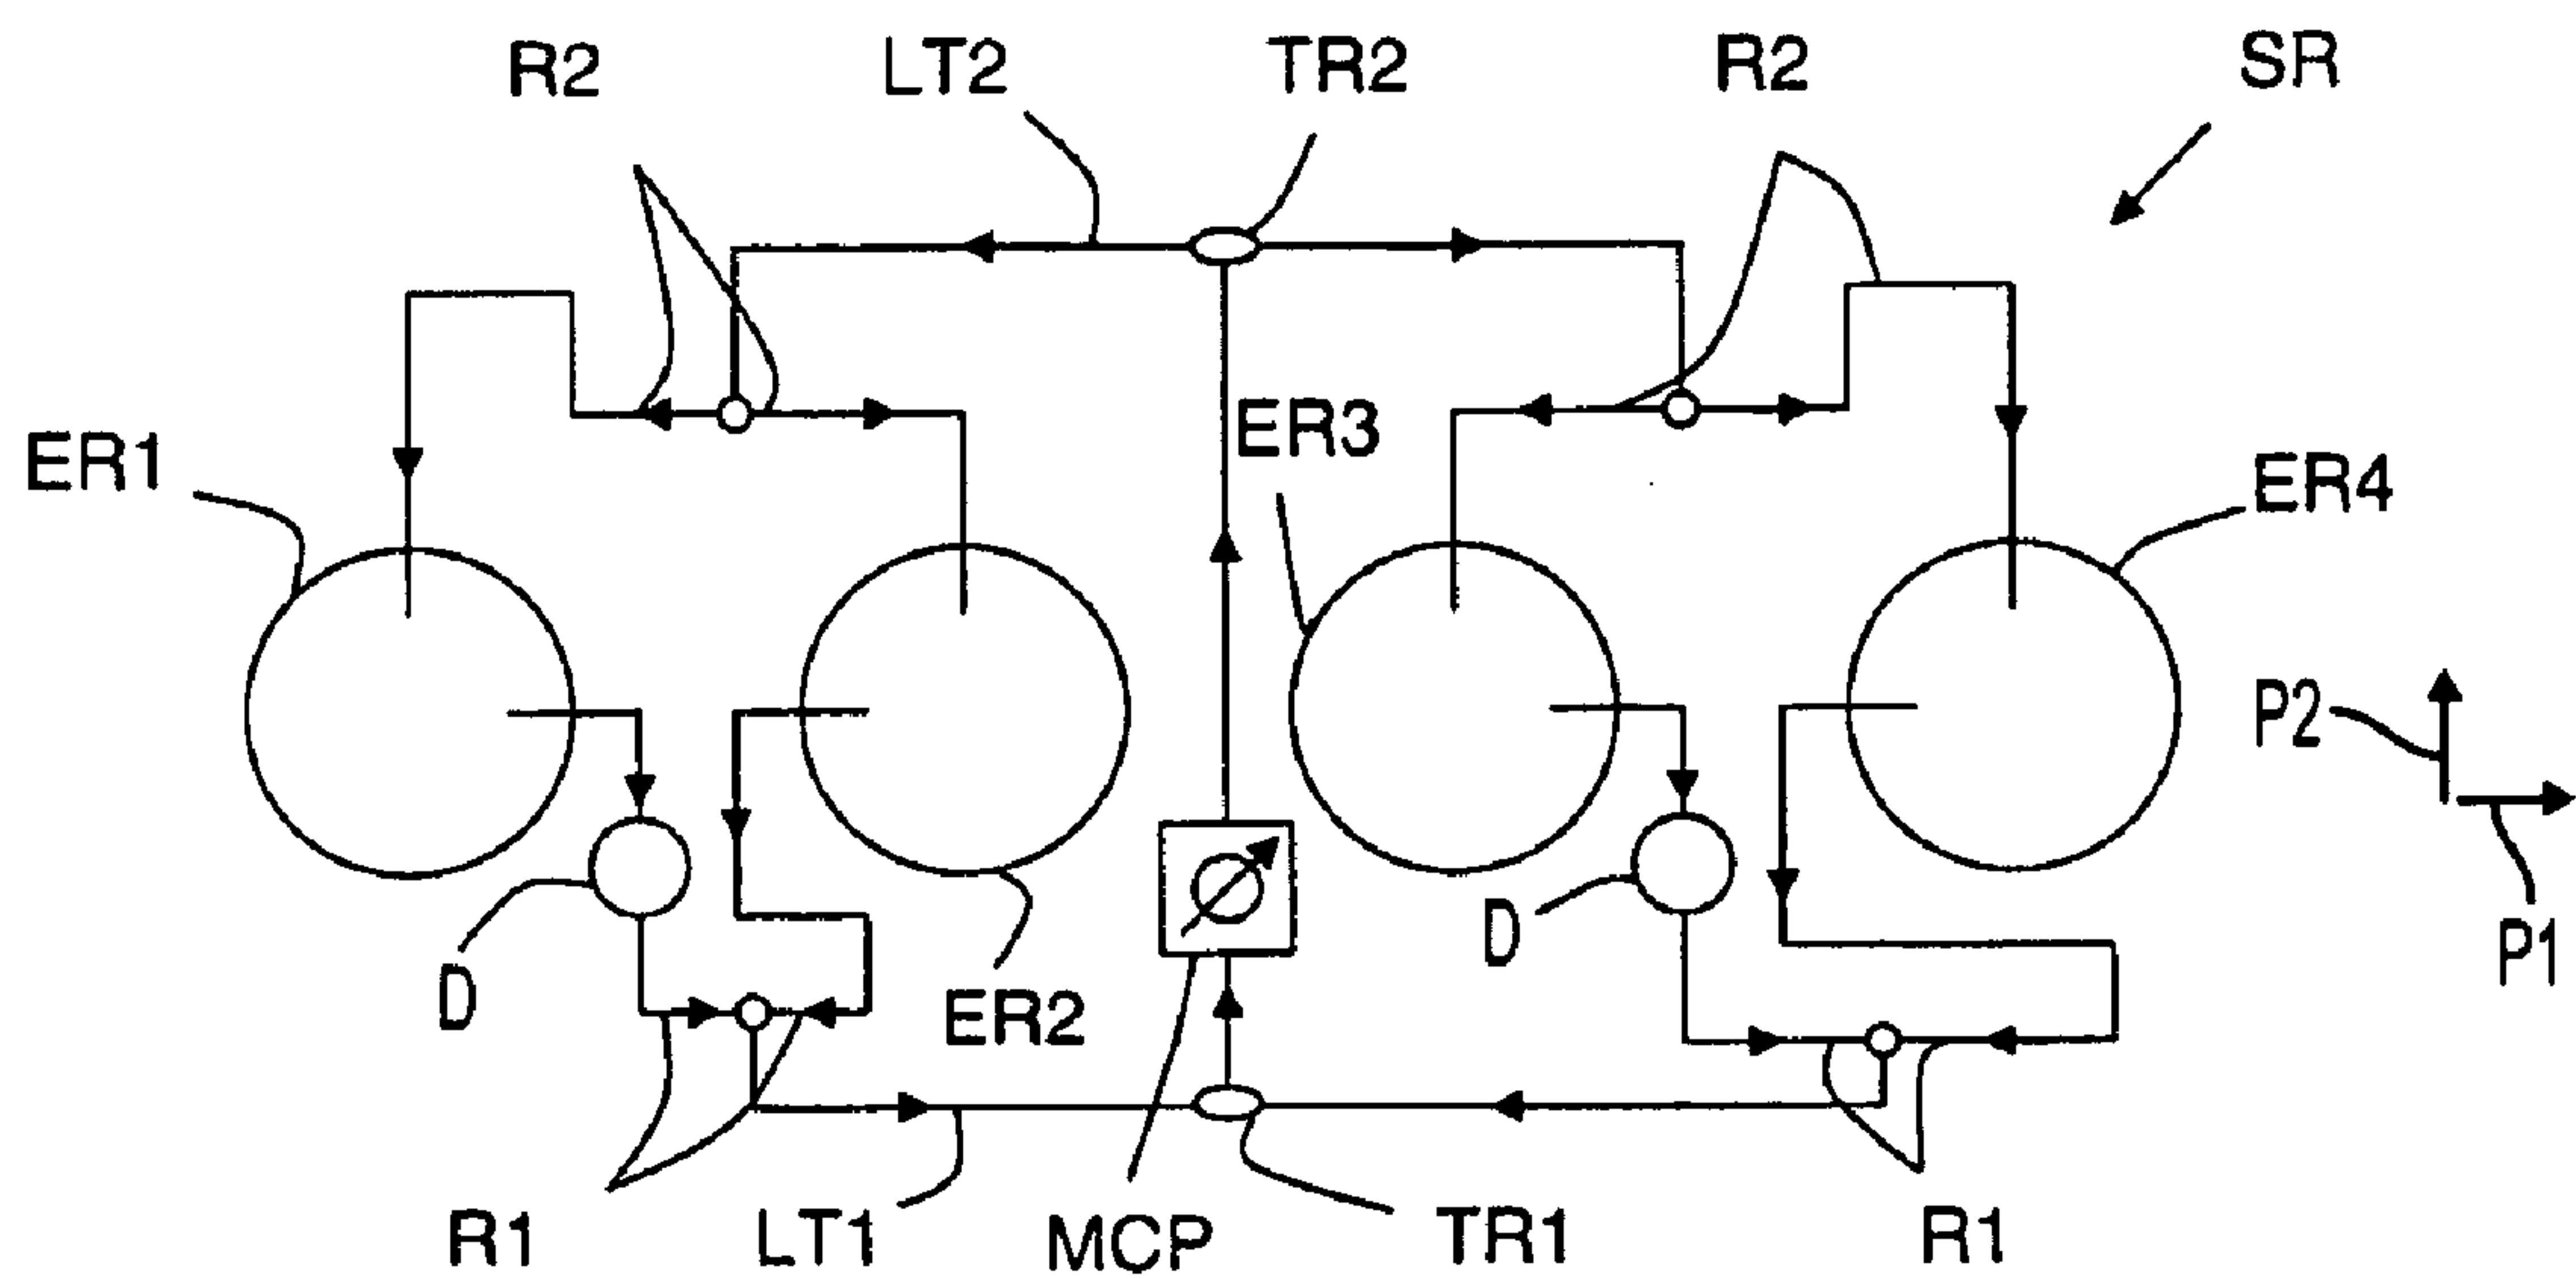 R2 LT2 TR2 R2 SR
ER1 ER3 ER4
P2
D D P1
ER2
R1 LT1 MCP TR1 R1